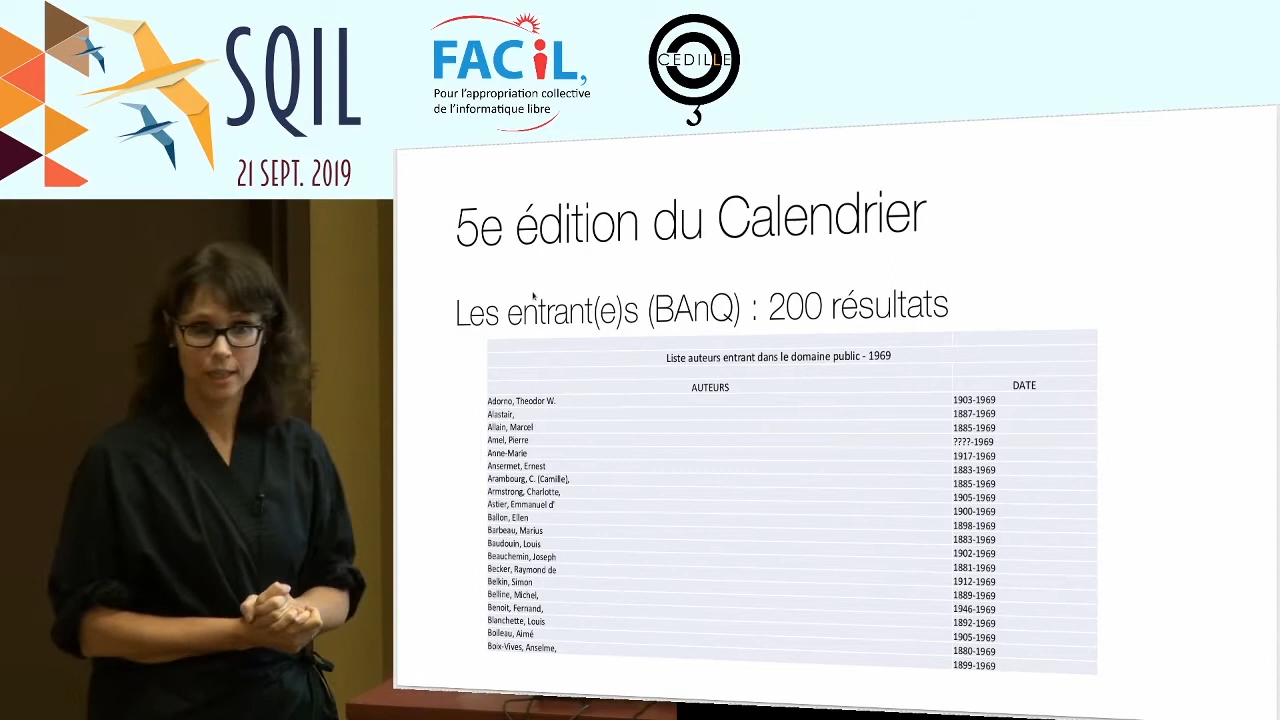 SQIL
21 SEPT. 2019
FACiL,
Pour l'appropriation collective
de l'informatique libre
CEDILLE
3
5e édition du Calendrier
Les entrant(e)s (BAnQ) : 200 résultats
Liste auteurs entrant dans le domaine public - 1969
AUTEURS DATE
Adorno, Theodor W. 1903-1969
Alastair, 1887-1969
Allain, Marcel 1885-1969
Amel, Pierre ????-1969
Anne-Marie 1917-1969
Ansermet, Ernest 1883-1969
Arambourg, C. (Camille), 1885-1969
Armstrong, Charlotte, 1905-1969
Astier, Emmanuel d' 1900-1969
Ballon, Ellen 1898-1969
Barbeau, Marius 1883-1969
Baudouin, Louis 1902-1969
Beauchemin, Joseph 1881-1969
Becker, Raymond de 1912-1969
Belkin, Simon 1889-1969
Belline, Michel, 1946-1969
Benoit, Fernand, 1892-1969
Blanchette, Louis 1905-1969
Boileau, Aimé 1880-1969
Boix-Vives, Anselme, 1899-1969